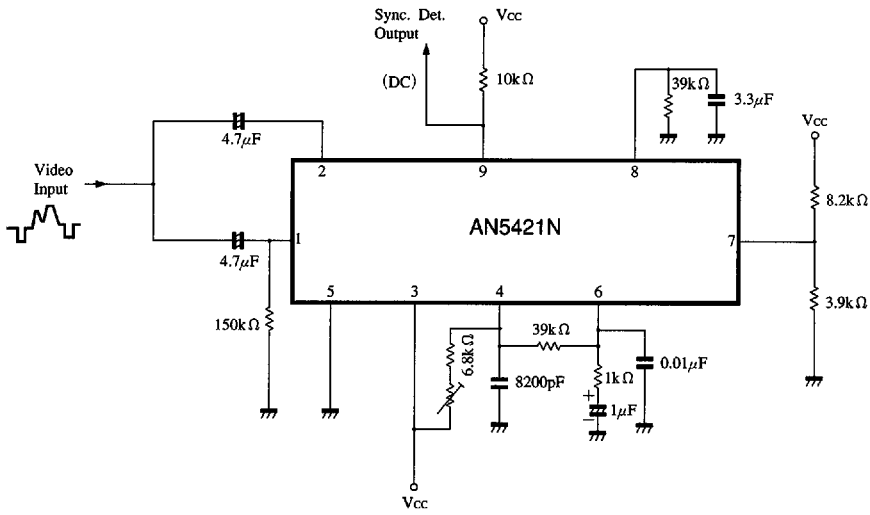 Sync. Det.
Output
(DC)
Vcc
10kΩ
39kΩ
3.3μF
Vcc
4.7μF
Video
Input
2
9
8
8.2kΩ
AN5421N
1
7
4.7μF
5
3
4
6
3.9kΩ
150kΩ
6.8kΩ
39kΩ
8200pF
1kΩ
0.01μF
+
1μF
−
Vcc